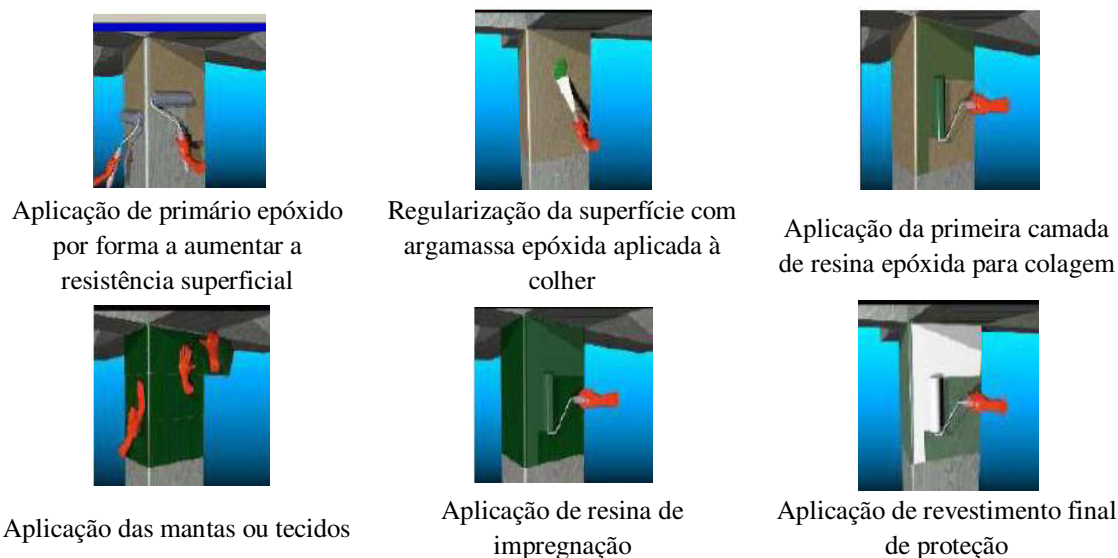 Aplicação de primário epóxido
por forma a aumentar a
resistência superficial
Regularização da superfície com
argamassa epóxida aplicada à
colher
Aplicação da primeira camada
de resina epóxida para colagem
Aplicação das mantas ou tecidos
Aplicação de resina de
impregnação
Aplicação de revestimento final
de proteção